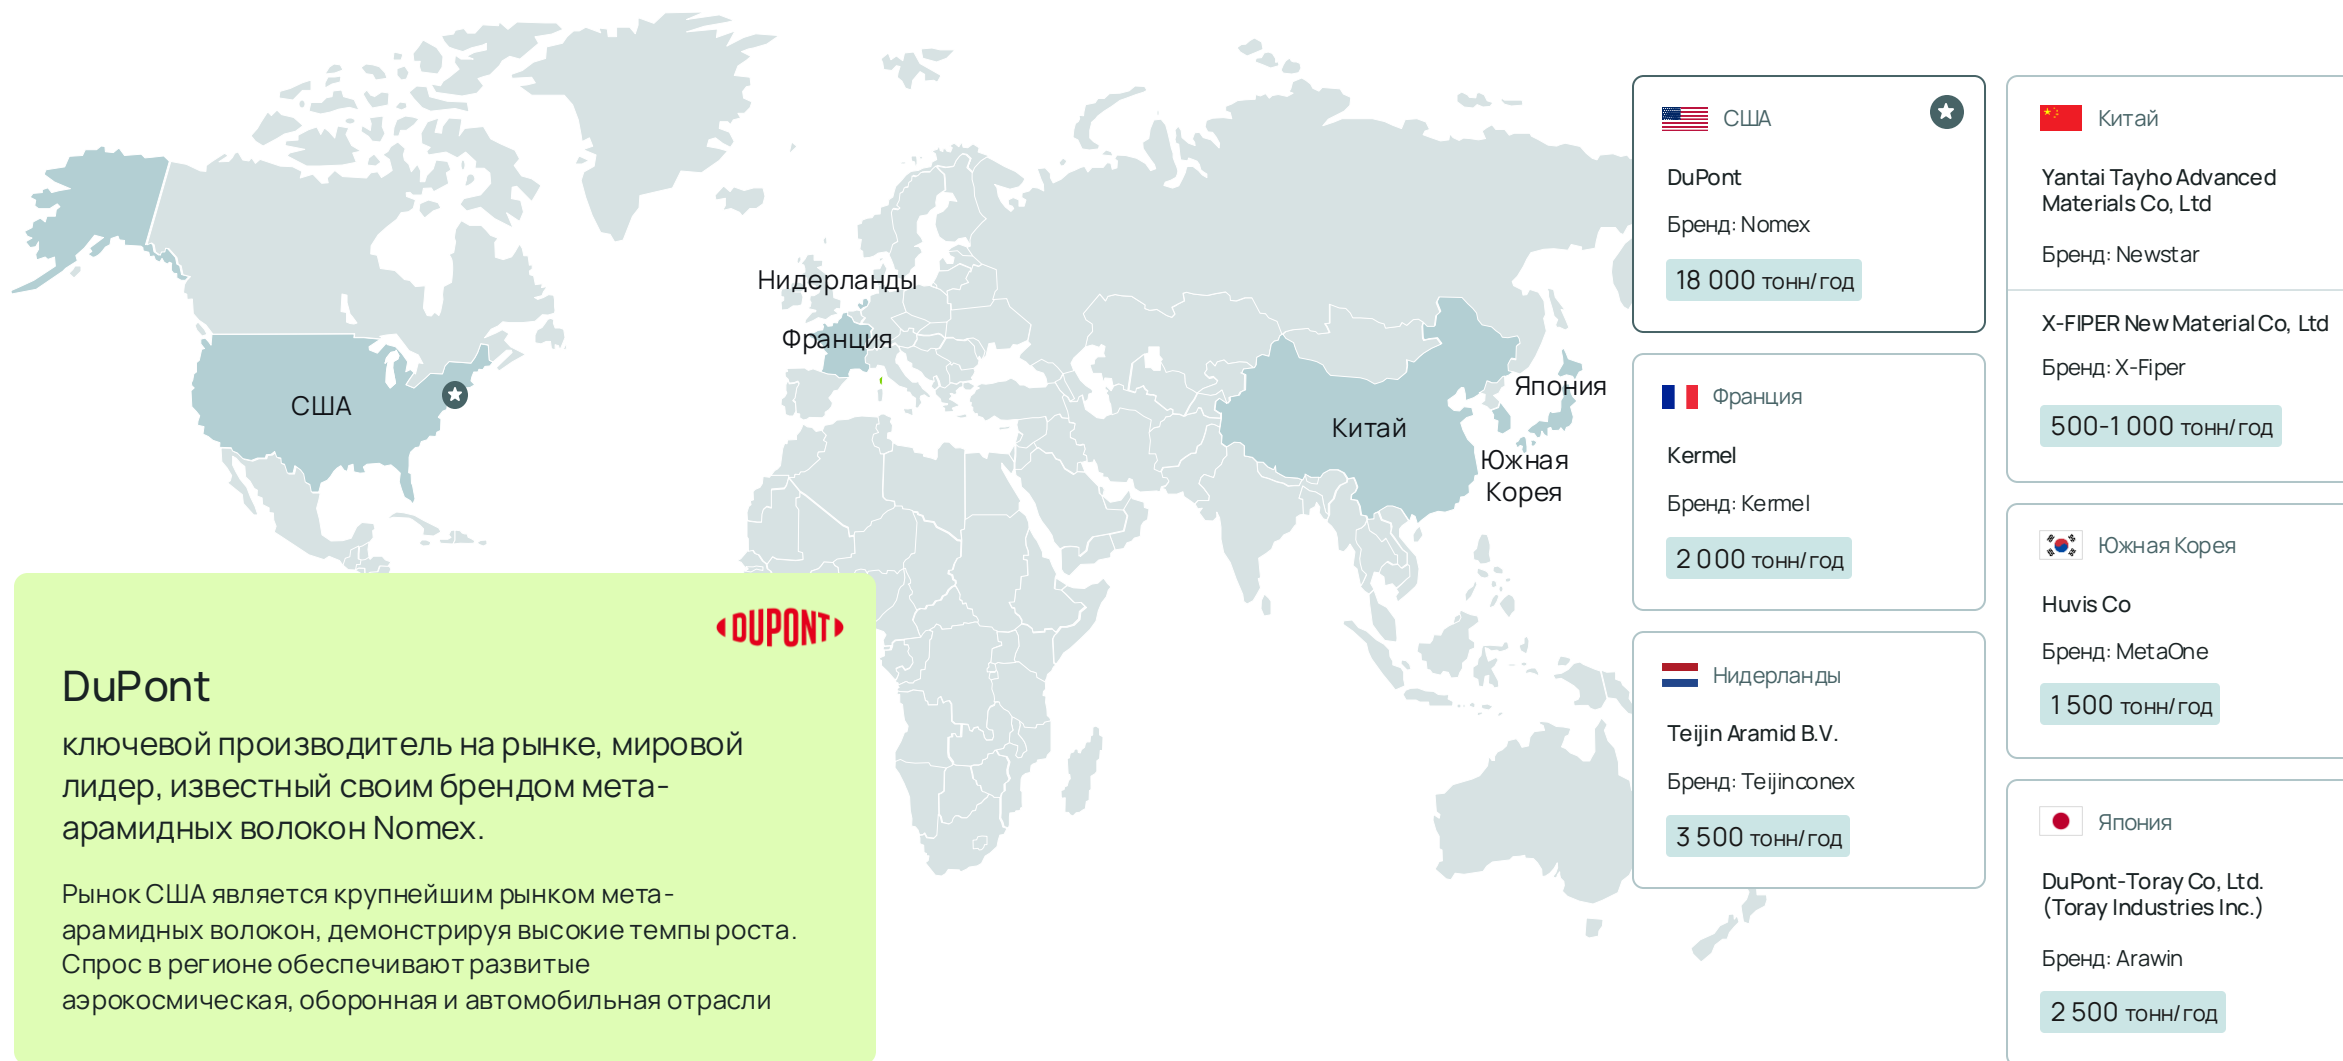 Нидерланды
Франция
США
Китай
Япония
Южная
Корея
DUPONT
DuPont
ключевой производитель на рынке, мировой
лидер, известный своим брендом мета-
арамидных волокон Nomex.
Рынок США является крупнейшим рынком мета-
арамидных волокон, демонстрируя высокие темпы роста.
Спрос в регионе обеспечивают развитые
аэрокосмическая, оборонная и автомобильная отрасли
США
DuPont
Бренд: Nomex
18 000 тонн/год
Франция
Kermel
Бренд: Kermel
2 000 тонн/год
Нидерланды
Teijin Aramid B.V.
Бренд: Teijinconex
3 500 тонн/год
Китай
Yantai Tayho Advanced
Materials Co, Ltd
Бренд: Newstar
X-FIPER New Material Co, Ltd
Бренд: X-Fiper
500-1 000 тонн/год
Южная Корея
Huvis Co
Бренд: MetaOne
1 500 тонн/год
Япония
DuPont-Toray Co, Ltd.
(Toray Industries Inc.)
Бренд: Arawin
2 500 тонн/год